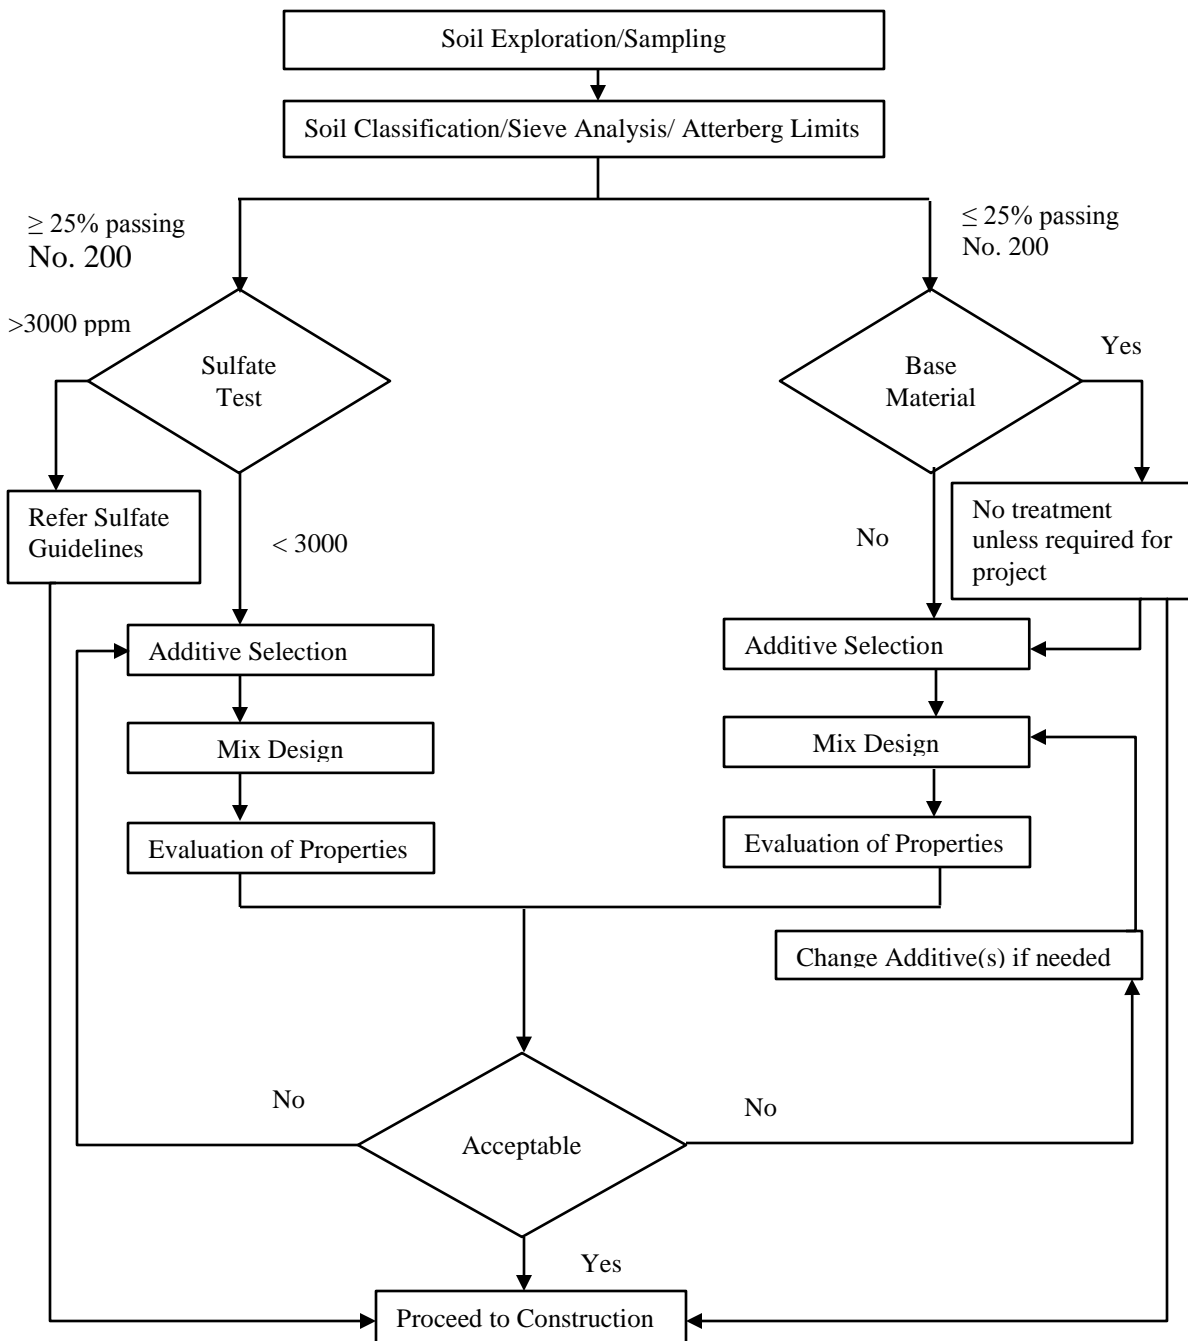 Soil Exploration/Sampling
Soil Classification/Sieve Analysis/ Atterberg Limits
≥ 25% passing
No. 200
≤ 25% passing
No. 200
>3000 ppm
Sulfate
Test
Base
Material
Yes
Refer Sulfate
Guidelines
< 3000
No
No treatment
unless required for
project
Additive Selection
Additive Selection
Mix Design
Mix Design
Evaluation of Properties
Evaluation of Properties
Change Additive(s) if needed
No
No
Acceptable
Yes
Proceed to Construction